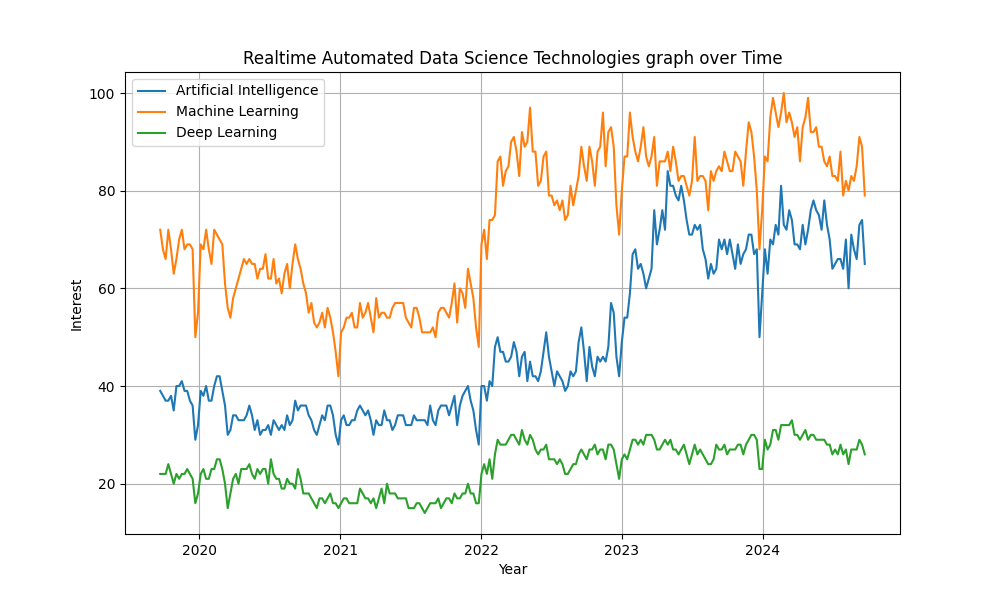 Realtime Automated Data Science Technologies graph over Time
Artificial Intelligence
Machine Learning
Deep Learning
100
80
60
40
20
Interest
2020 2021 2022 2023 2024
Year